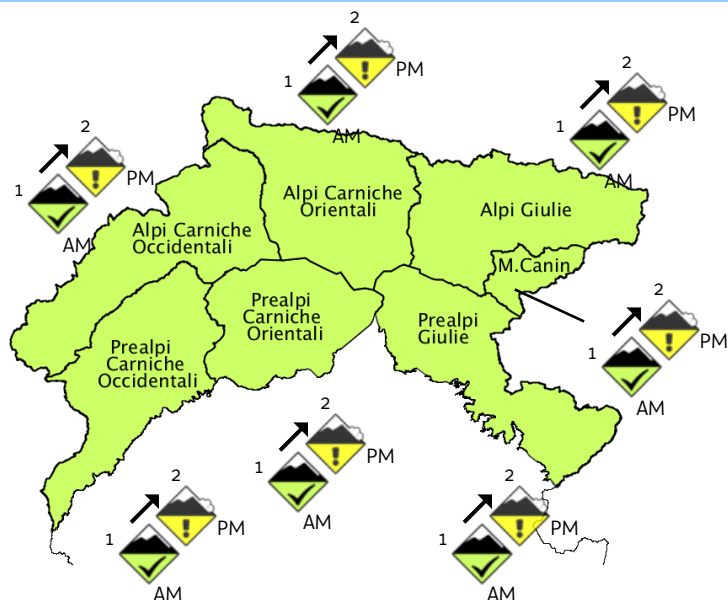 2
1
PM
AM
2
1
PM
AM
2
1
PM
AM
Alpi Carniche
Orientali
Alpi Giulie
Alpi Carniche
Occidentali
M.Canin
Prealpi
Carniche
Orientali
Prealpi
Giulie
2
1
PM
AM
Prealpi
Carniche
Occidentali
2
1
PM
AM
2
1
PM
AM
2
1
PM
AM